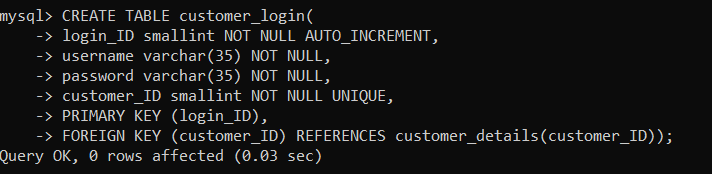 mysql> CREATE TABLE customer_login(
    -> login_ID smallint NOT NULL AUTO_INCREMENT,
    -> username varchar(35) NOT NULL,
    -> password varchar(35) NOT NULL,
    -> customer_ID smallint NOT NULL UNIQUE,
    -> PRIMARY KEY (login_ID),
    -> FOREIGN KEY (customer_ID) REFERENCES customer_details(customer_ID));
Query OK, 0 rows affected (0.03 sec)